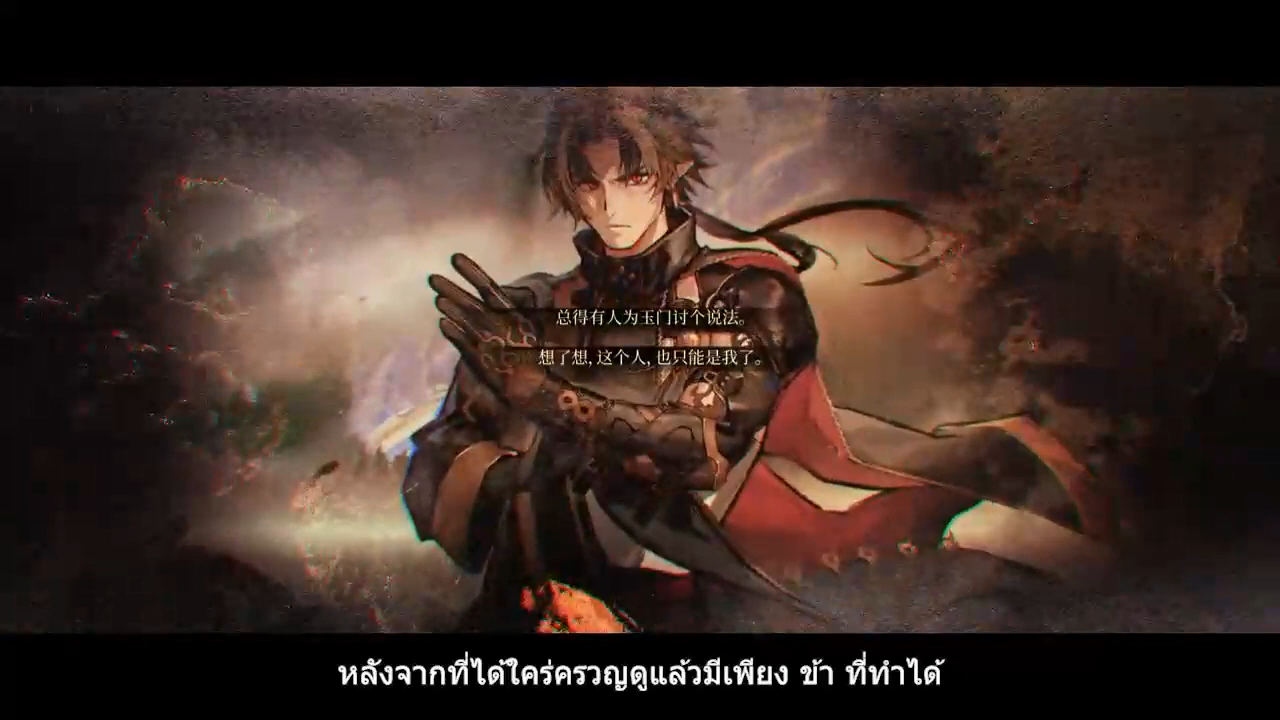 总得有人为玉门讨个说法。
想了想, 这个人, 也只能是我了。
หลังจากที่ได้ใคร่ครวญดูแล้วมีเพียง ข้า ที่ทำได้